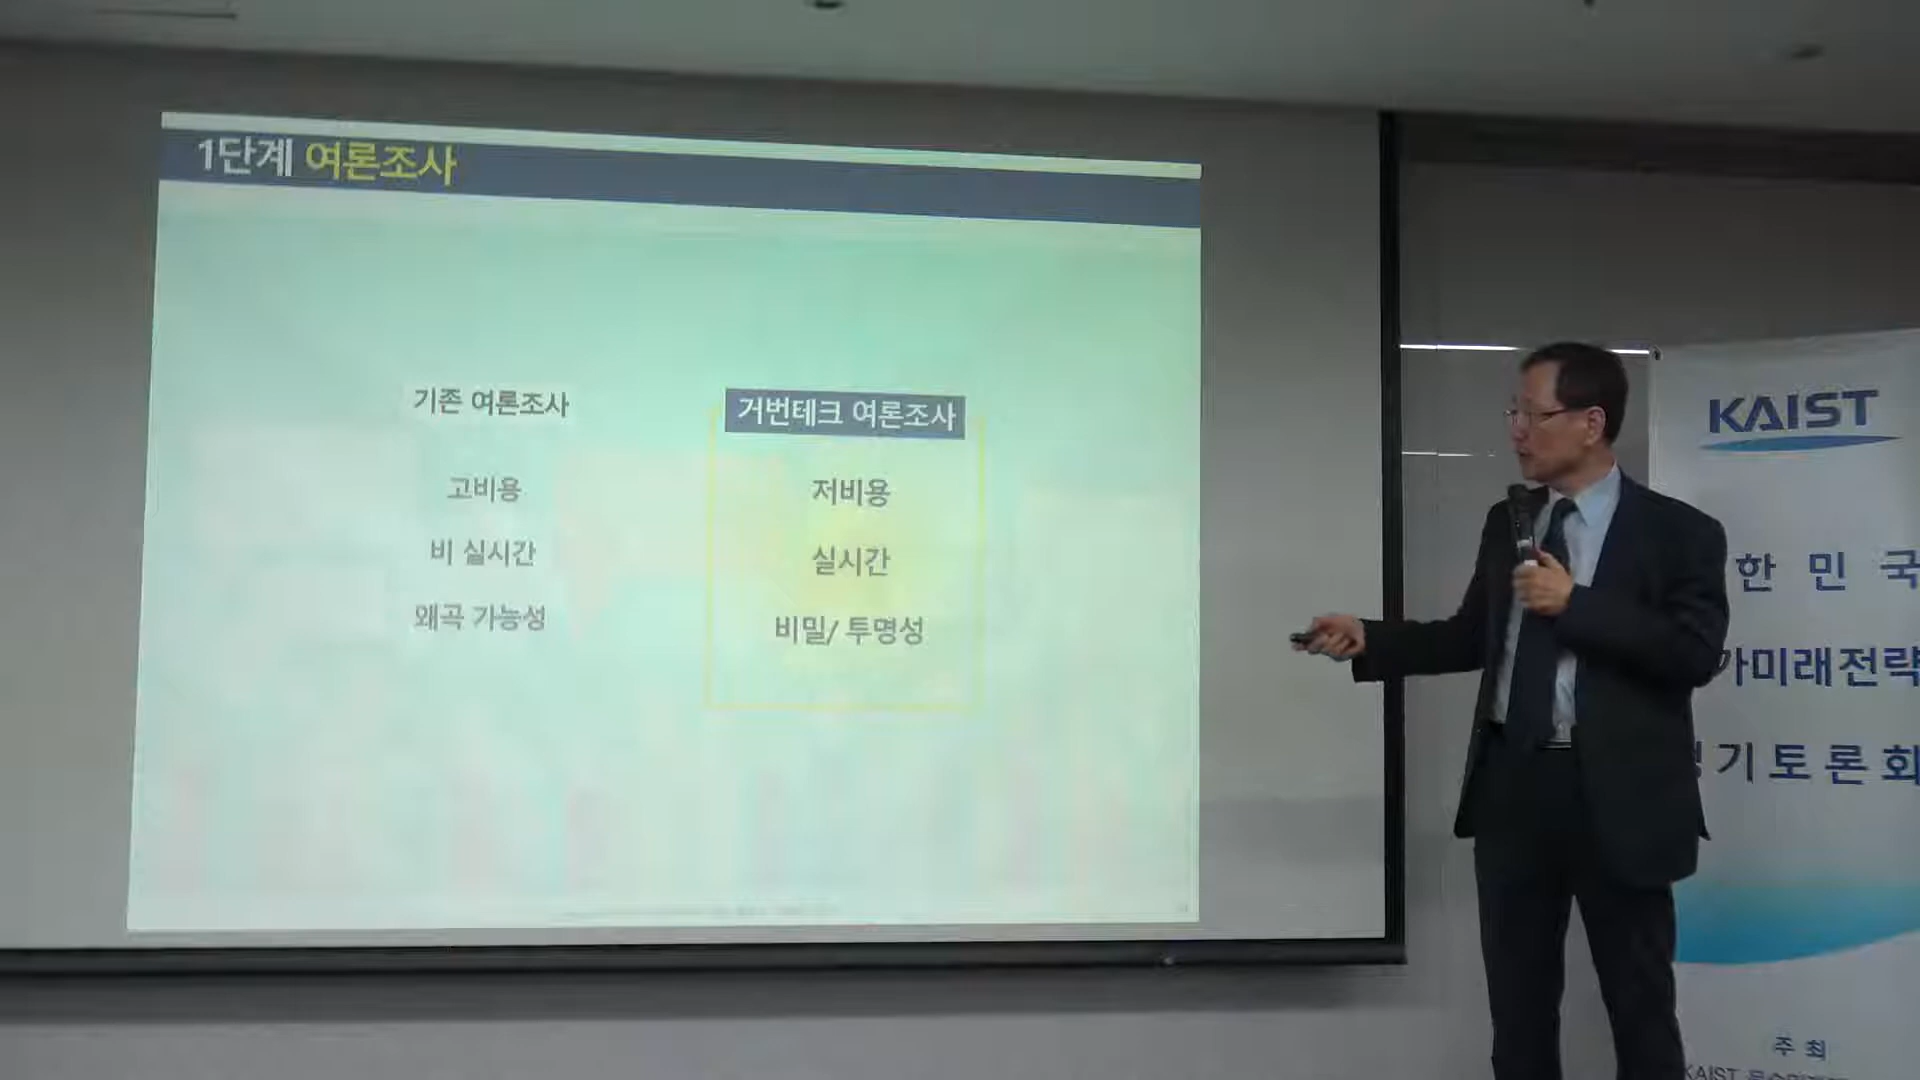 1단계 여론조사
기존 여론조사
고비용
비 실시간
왜곡 가능성
거번테크 여론조사
저비용
실시간
비밀/ 투명성
KAIST
한 민 국
가미래전략
기토론회
주 최
KAIST